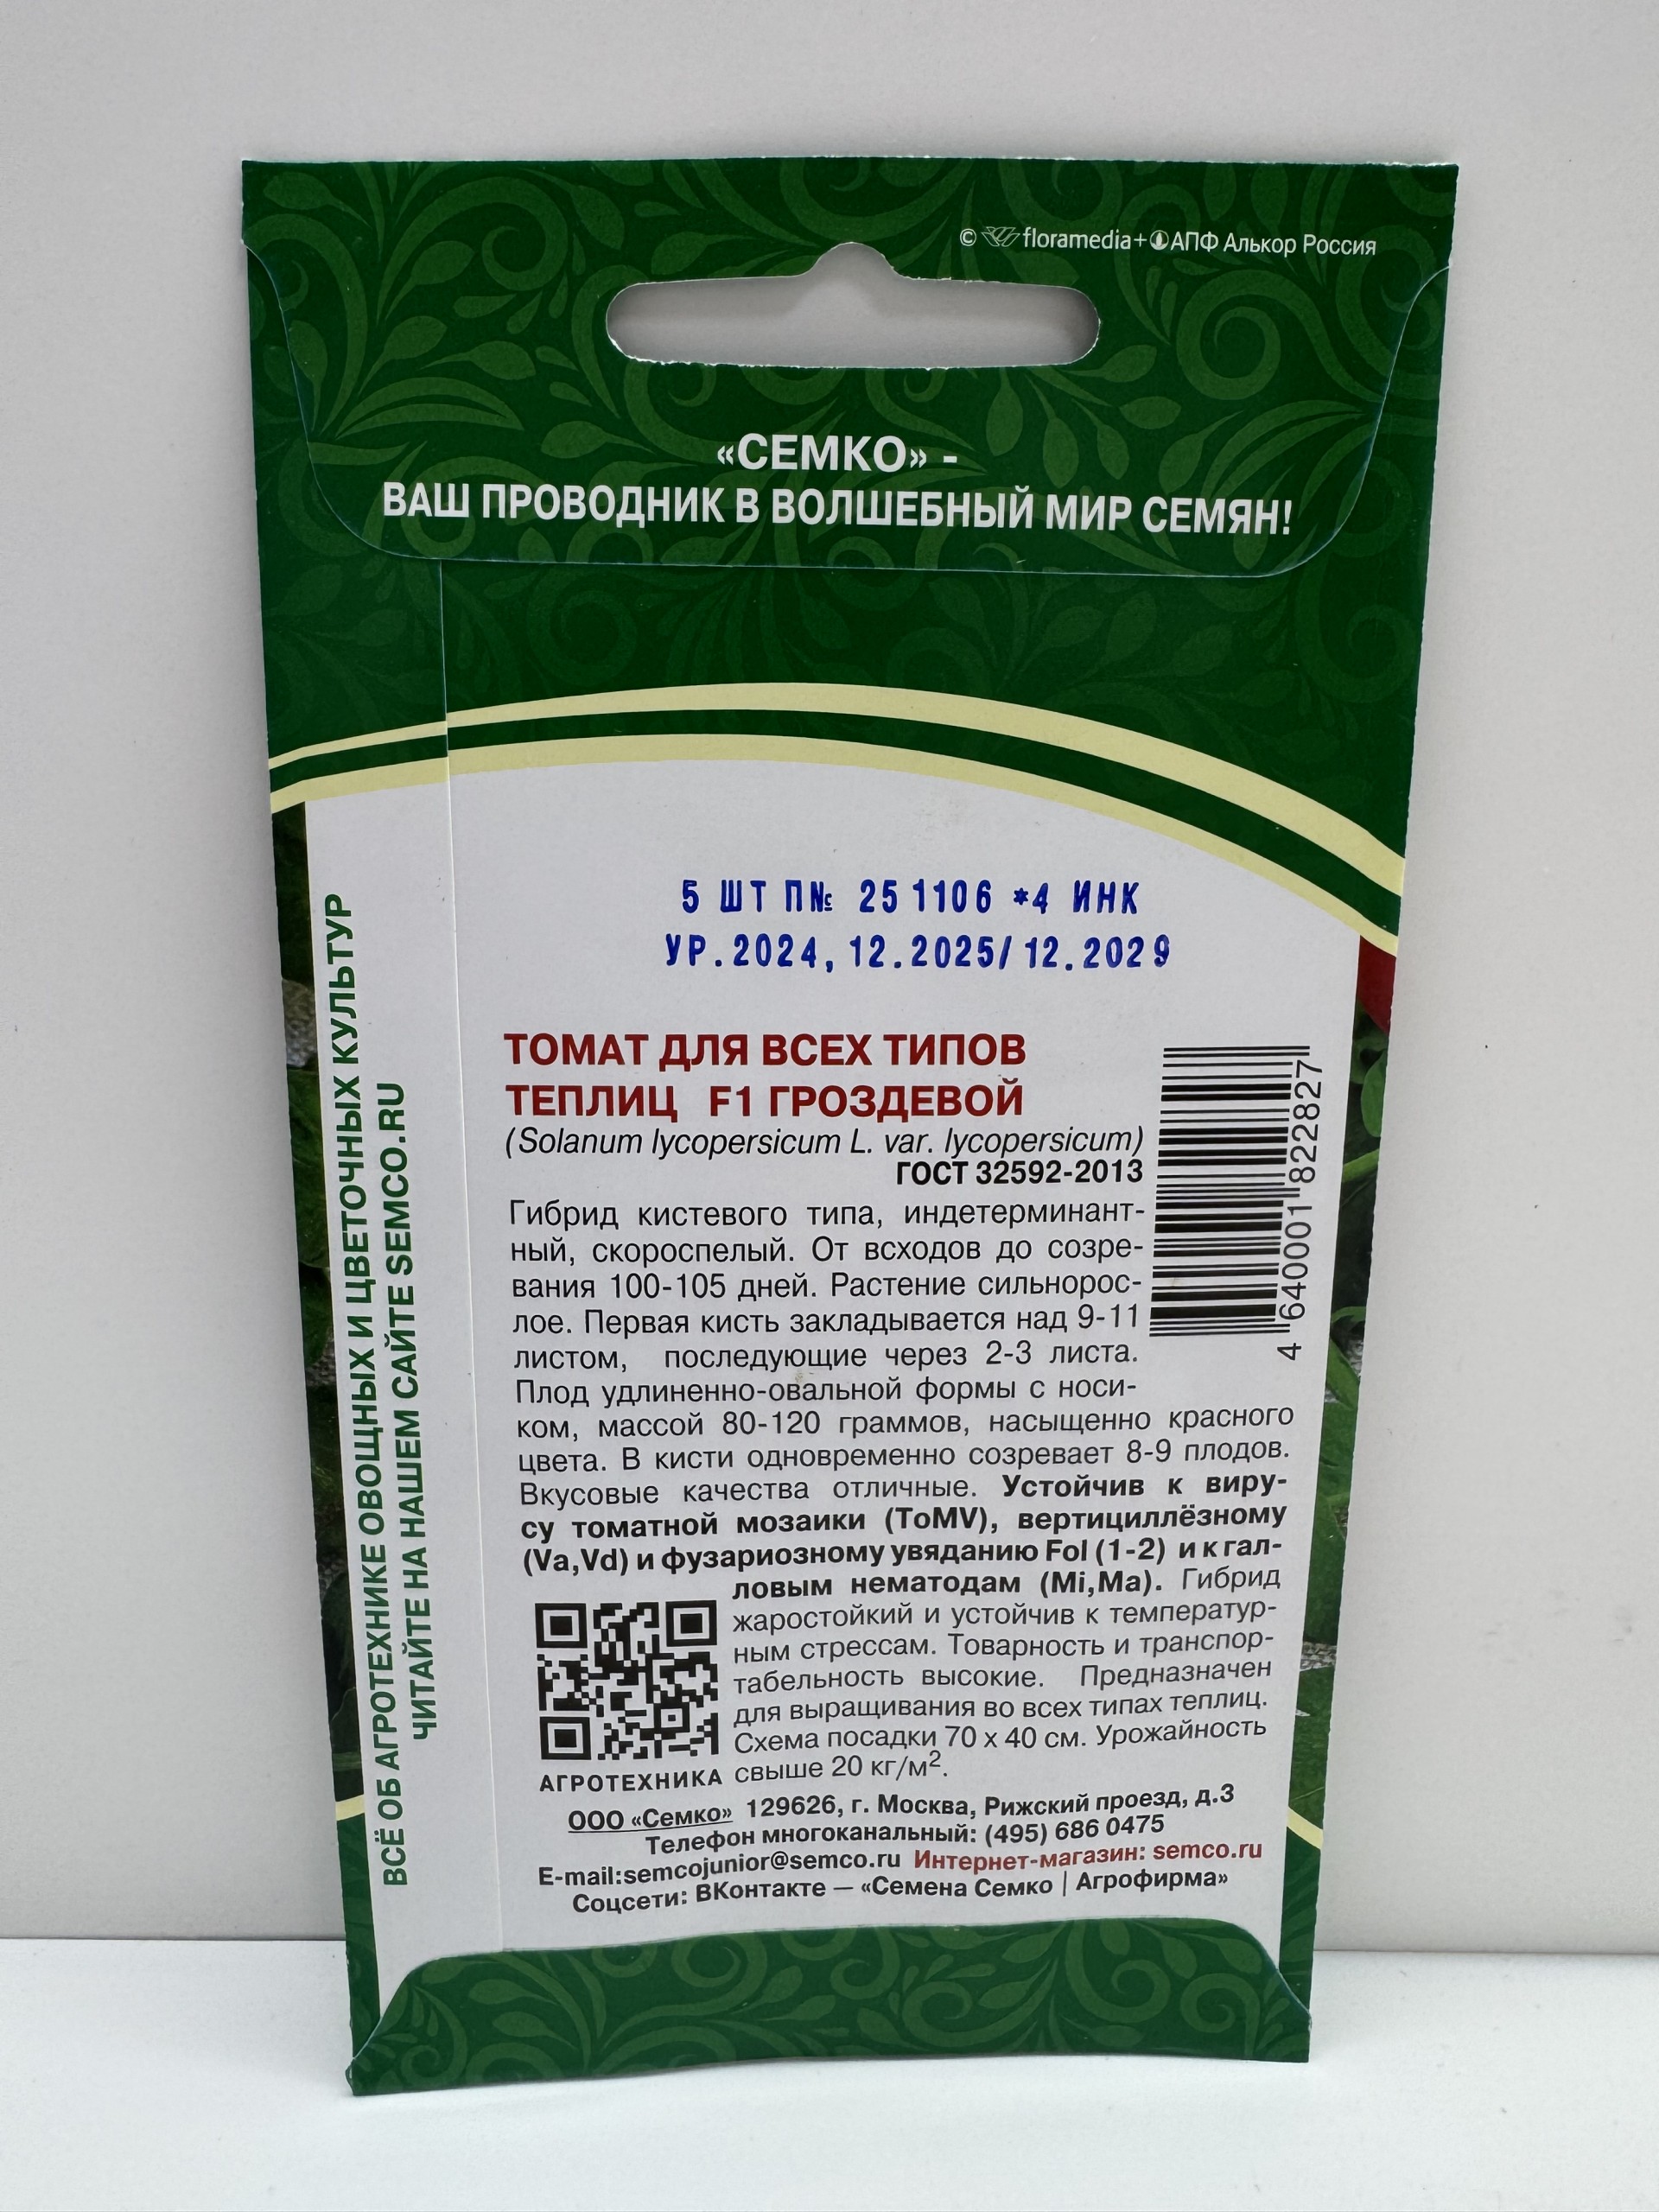 © floramedia+АПФ Алькор Россия
«СЕМКО» -
ВАШ ПРОВОДНИК В ВОЛШЕБНЫЙ МИР СЕМЯН!
5 ШТ П№ 251106 *4 ИНК
УР.2024, 12.2025/12.2029
ТОМАТ ДЛЯ ВСЕХ ТИПОВ
ТЕПЛИЦ F1 ГРОЗДЕВОЙ
(Solanum lycopersicum L. var. lycopersicum)
ГОСТ 32592-2013
Гибрид кистевого типа, индетерминант-
ный, скороспелый. От всходов до созре-
вания 100-105 дней. Растение сильнорос-
лое. Первая кисть закладывается над 9-11
листом, последующие через 2-3 листа.
Плод удлиненно-овальной формы с носи-
ком, массой 80-120 граммов, насыщенно красного
цвета. В кисти одновременно созревает 8-9 плодов.
Вкусовые качества отличные. Устойчив к виру-
су томатной мозаики (ToMV), вертициллёзному
(Va,Vd) и фузариозному увяданию Fol (1-2) и к гал-
ловым нематодам (Mi,Ma). Гибрид
жаростойкий и устойчив к температур-
ным стрессам. Товарность и транспор-
табельность высокие. Предназначен
для выращивания во всех типах теплиц.
Схема посадки 70 х 40 см. Урожайность
свыше 20 кг/м².
АГРОТЕХНИКА
ООО «Семко» 129626, г. Москва, Рижский проезд, д.3
Телефон многоканальный: (495) 686 0475
E-mail:semcojunior@semco.ru Интернет-магазин: semco.ru
Соцсети: ВКонтакте — «Семена Семко | Агрофирма»
4 640001 822827
ВСЁ ОБ АГРОТЕХНИКЕ ОВОЩНЫХ И ЦВЕТОЧНЫХ КУЛЬТУР
ЧИТАЙТЕ НА НАШЕМ САЙТЕ SEMCO.RU